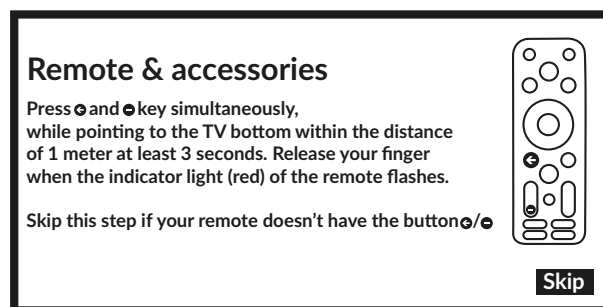 Remote & accessories
Press and key simultaneously,
while pointing to the TV bottom within the distance
of 1 meter at least 3 seconds. Release your finger
when the indicator light (red) of the remote flashes.
Skip this step if your remote doesn't have the button /
Skip